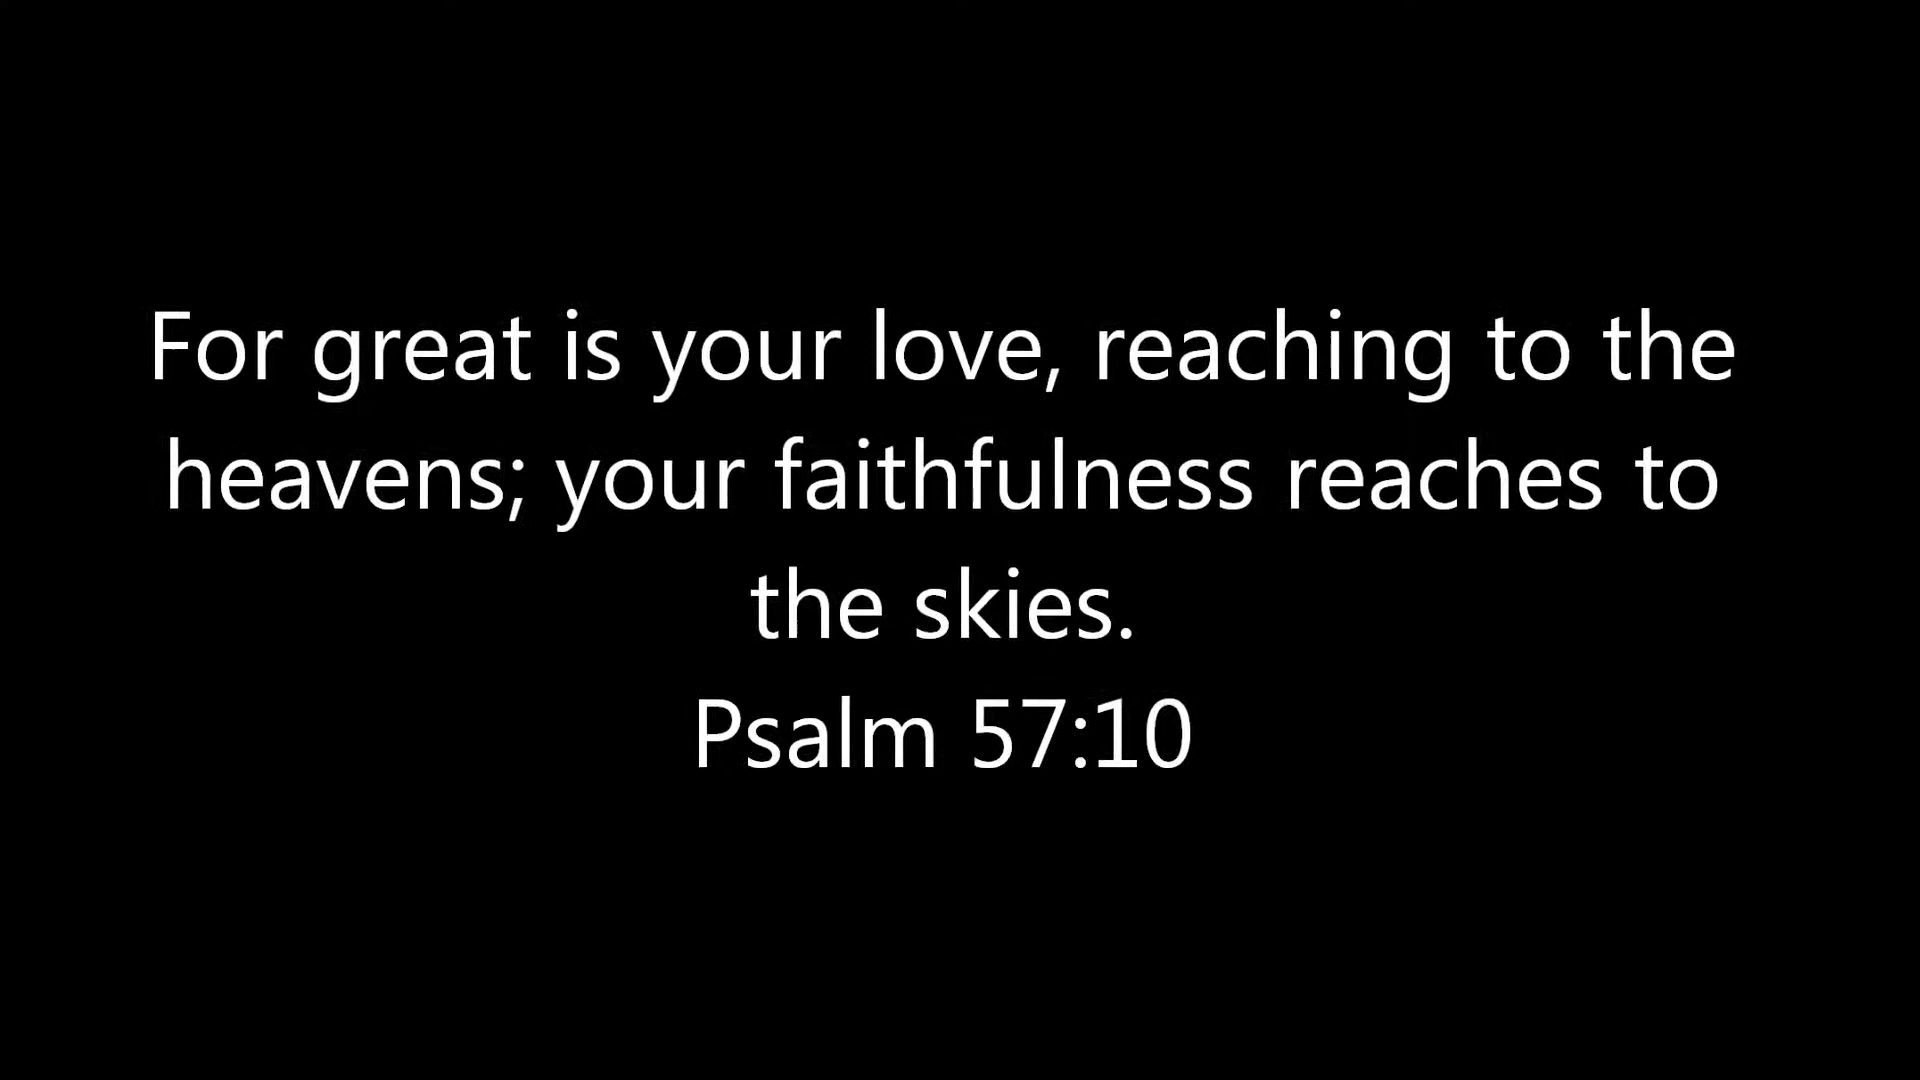 For great is your love, reaching to the
heavens; your faithfulness reaches to
the skies.
Psalm 57:10